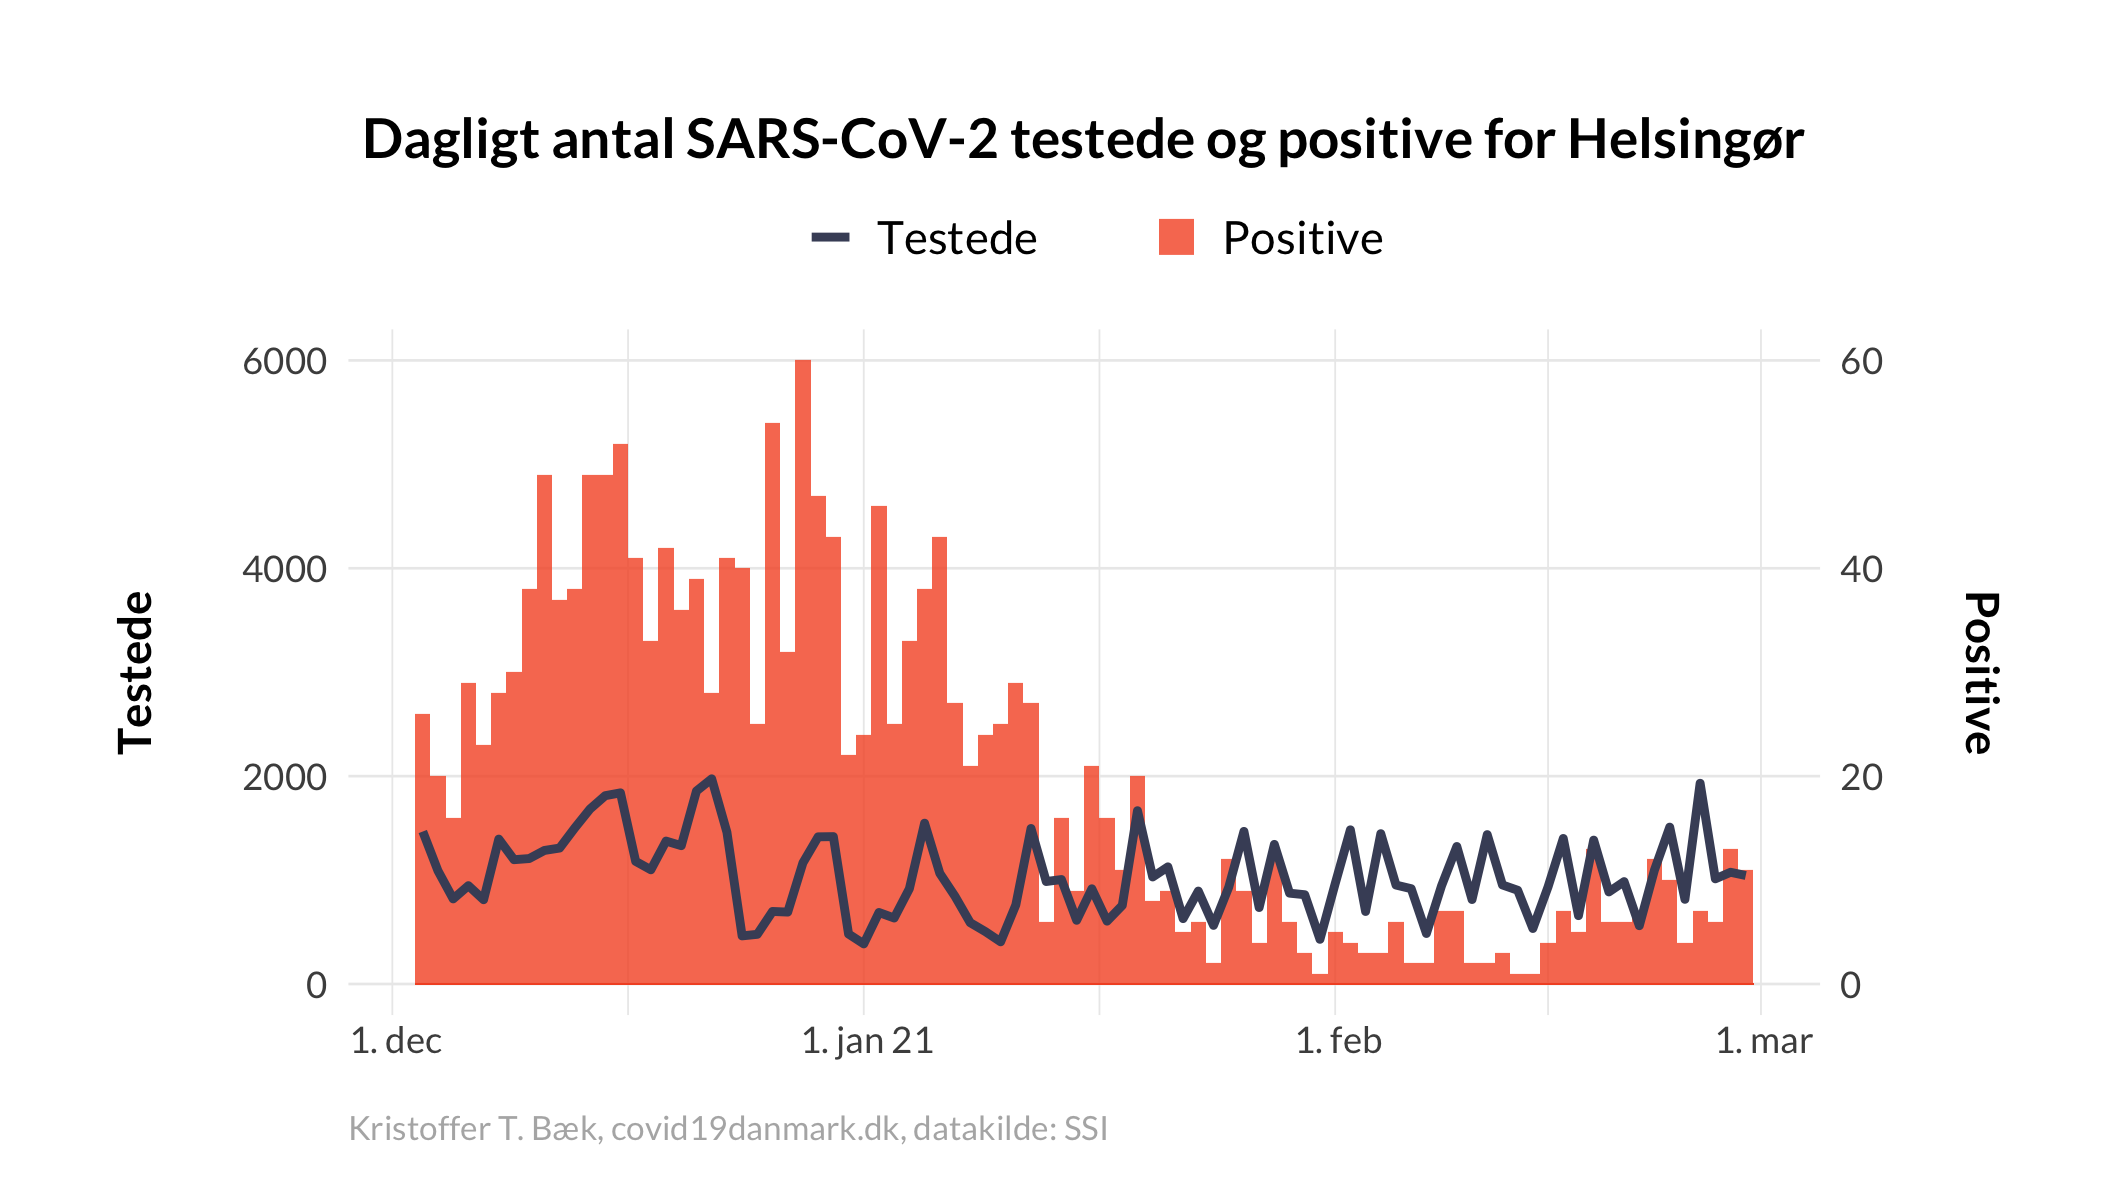 Dagligt antal SARS-CoV-2 testede og positive for Helsingør
Testede Positive
6000 60
4000 40
2000 20
0 0
Testede
Positive
1. dec 1. jan 21 1. feb 1. mar
Kristoffer T. Bæk, covid19danmark.dk, datakilde: SSI